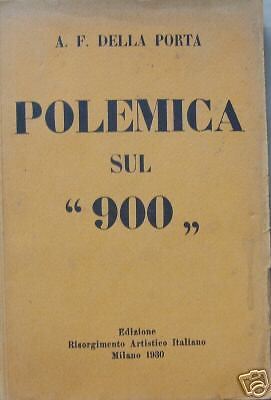 A. F. DELLA PORTA
POLEMICA
SUL
“ 900 „
Edizione
Risorgimento Artistico Italiano
Milano 1930